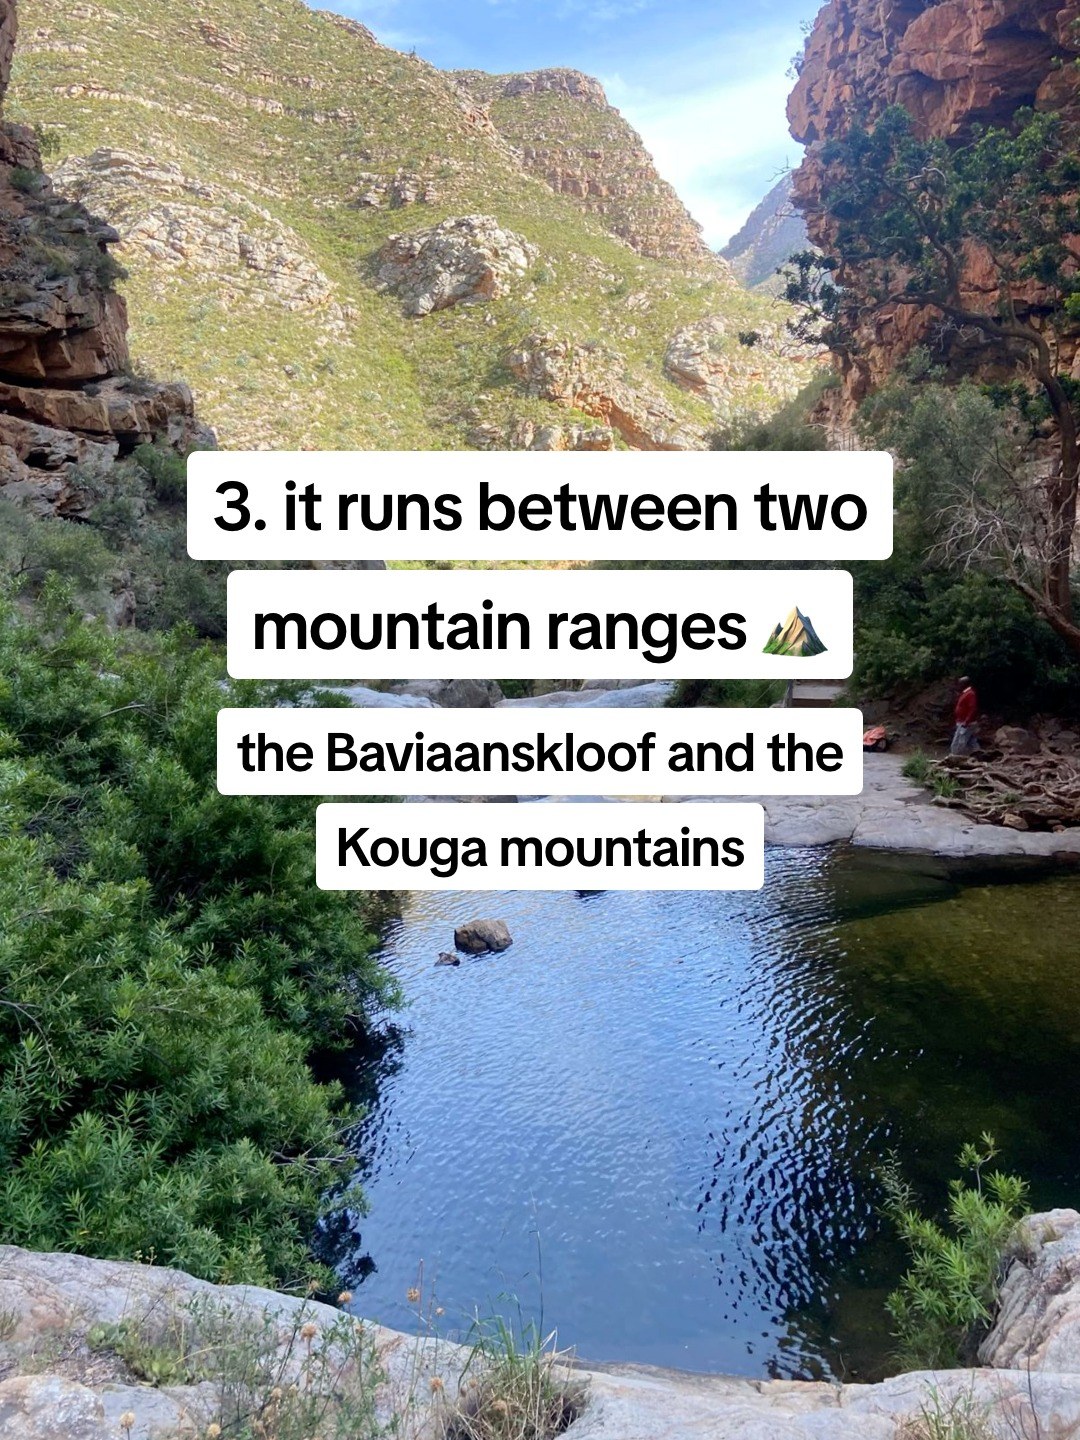 3. it runs between two
mountain ranges ⛰️
the Baviaanskloof and the
Kouga mountains